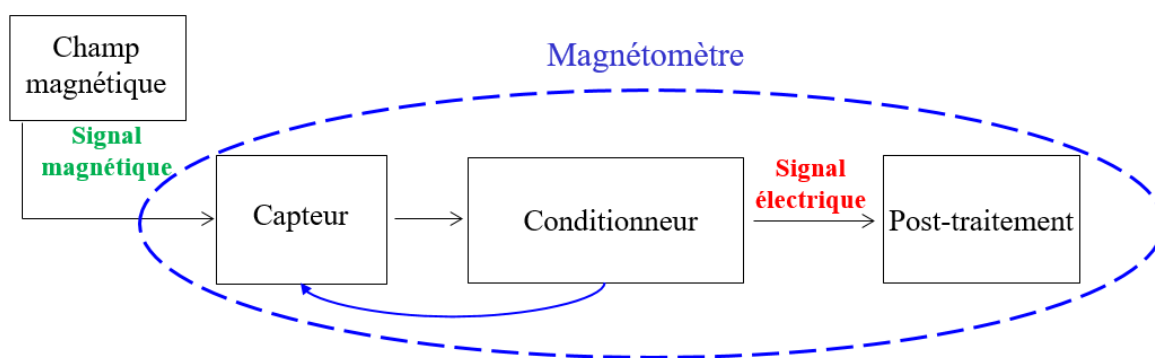 Champ
magnétique
Magnétomètre
Signal
magnétique
Capteur
Conditionneur
Signal
électrique
Post-traitement